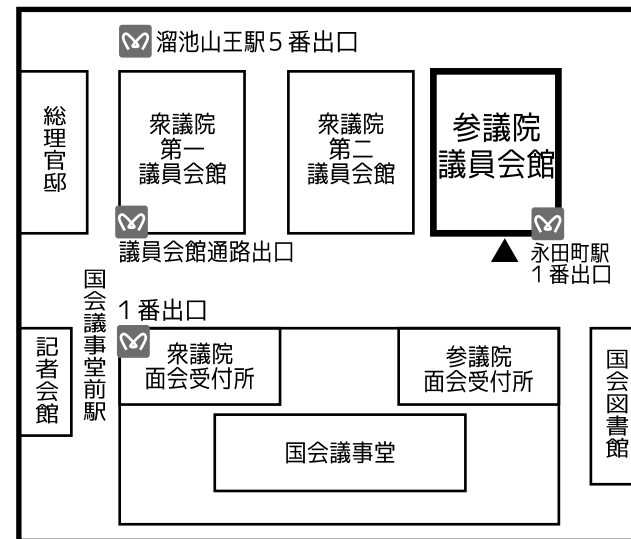 溜池山王駅5番出口
総理官邸
衆議院
第一
議員会館
衆議院
第二
議員会館
参議院
議員会館
議員会館通路出口
永田町駅
1番出口
国会議事堂前駅
1番出口
記者会館
衆議院
面会受付所
参議院
面会受付所
国会図書館
国会議事堂